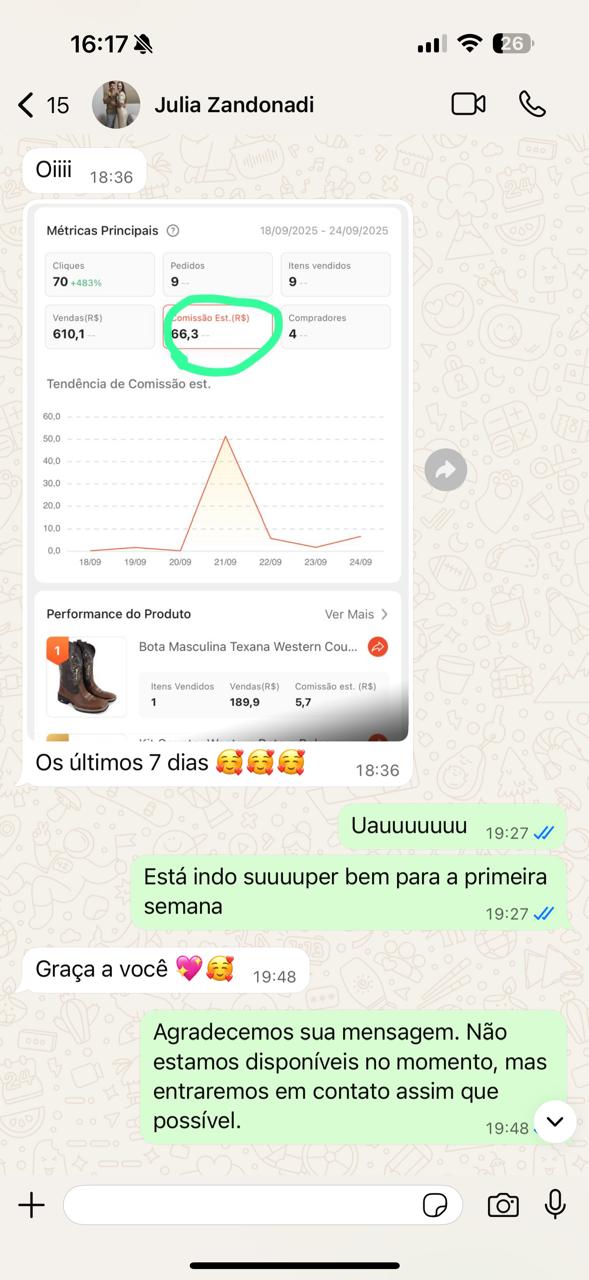 16:17
26
15
Julia Zandonadi
Oiiii 18:36
Métricas Principais ? 18/09/2025 - 24/09/2025
Cliques
70 +483%
Pedidos
9 --
Itens vendidos
9 --
Vendas(R$)
610,1 --
Comissão Est.(R$)
66,3 --
Compradores
4 --
Tendência de Comissão est.
60,0
50,0
40,0
30,0
20,0
10,0
0,0
18/09 19/09 20/09 21/09 22/09 23/09 24/09
Performance do Produto Ver Mais
1
Bota Masculina Texana Western Cou...
Itens Vendidos Vendas(R$) Comissão est. (R$)
1 189,9 5,7
Os últimos 7 dias 🥰🥰🥰 18:36
Uauuuuuuu 19:27
Está indo suuuuper bem para a primeira
semana 19:27
Graça a você 💖🥰 19:48
Agradecemos sua mensagem. Não
estamos disponíveis no momento, mas
entraremos em contato assim que
possível. 19:48